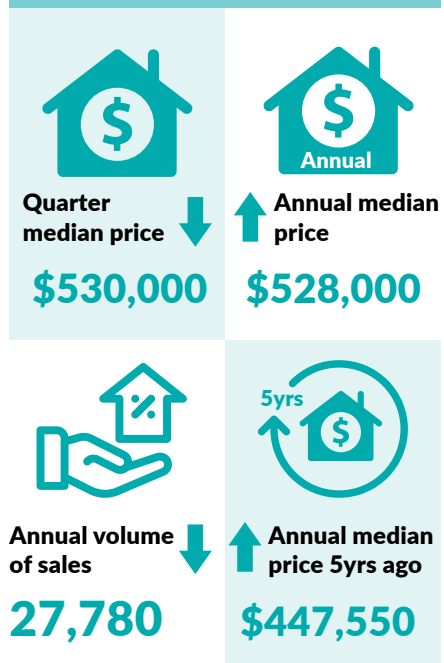 $
$
Annual
Quarter
median price
$530,000
Annual median
price
$528,000
%
5yrs
$
Annual volume
of sales
27,780
Annual median
price 5yrs ago
$447,550